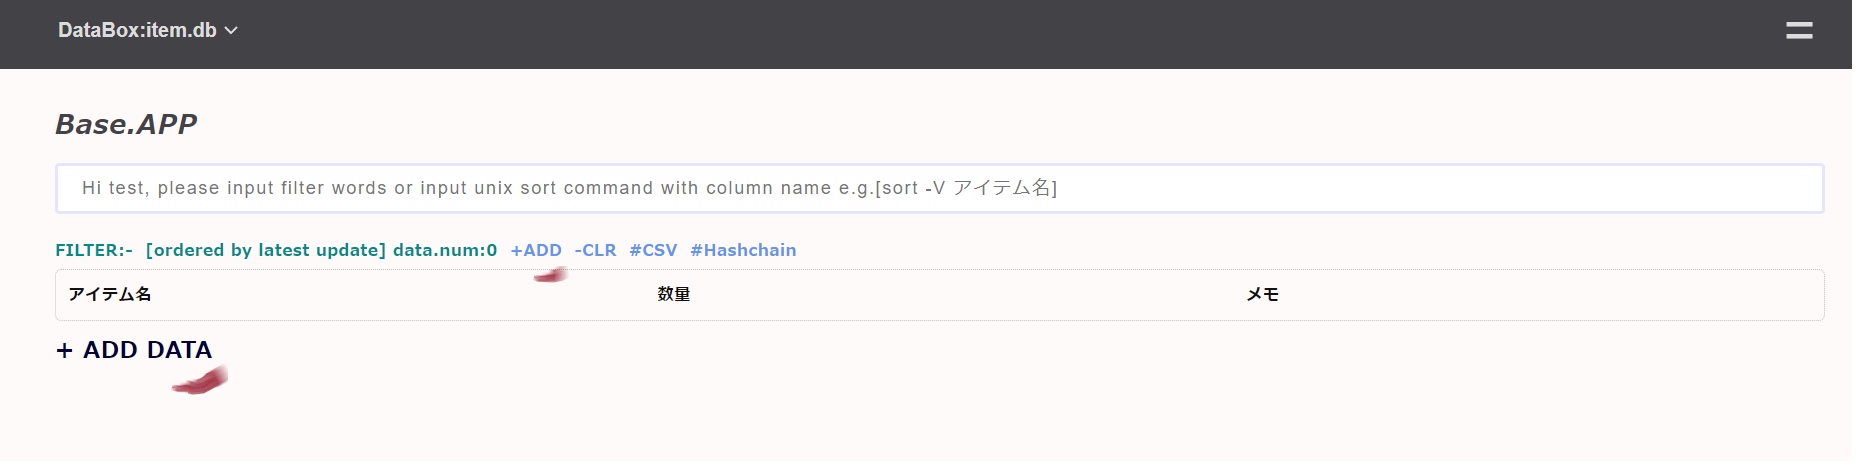 DataBox:item.db
Base.APP
Hi test, please input filter words or input unix sort command with column name e.g.[sort -V アイテム名]
FILTER:- [ordered by latest update] data.num:0 +ADD -CLR #CSV #Hashchain
アイテム名 数量 メモ
+ ADD DATA